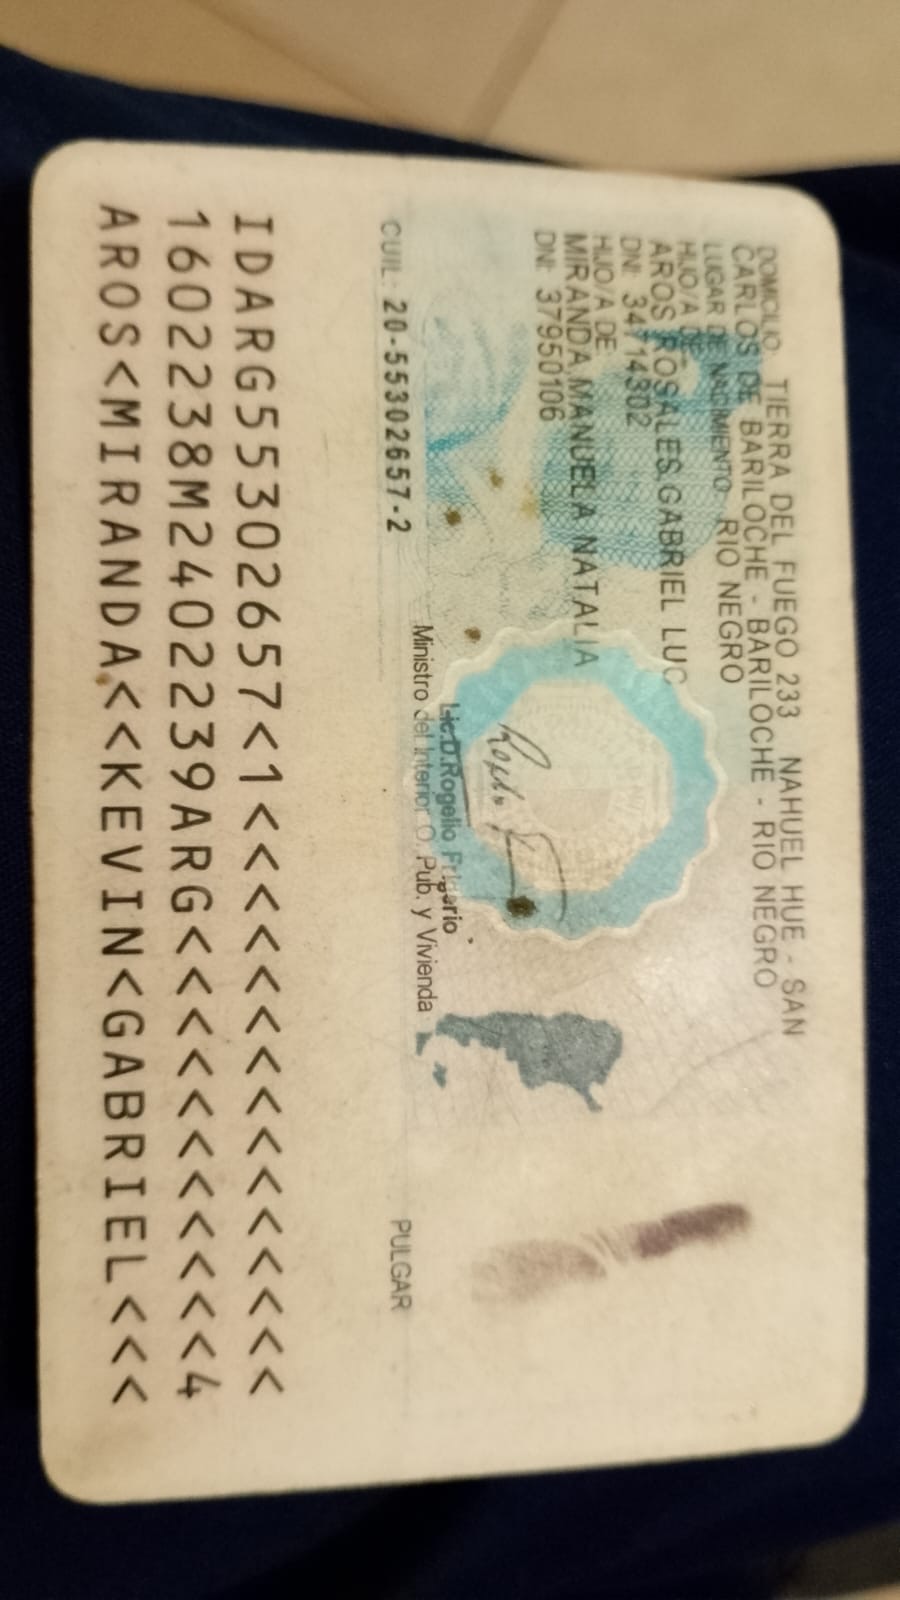 DOMICILIO: TIERRA DEL FUEGO 233 NAHUEL HUE - SAN
CARLOS DE BARILOCHE - BARILOCHE - RIO NEGRO
LUGAR DE NACIMIENTO: RIO NEGRO
HIJO/A DE:
AROS ROSALES,GABRIEL LUC
DNI: 34714302
HIJO/A DE:
MIRANDA,MANUELA NATALIA
DNI: 37950106
Lic.D.Rogelio Frigerio
Ministro del Interior O. Pub. y Vivienda
CUIL: 20-55302657-2
PULGAR
IDARG55302657<1<<<<<<<<<<<<<<<
1602238M2402239ARG<<<<<<<<<<<4
AROS<MIRANDA<<KEVIN<GABRIEL<<<